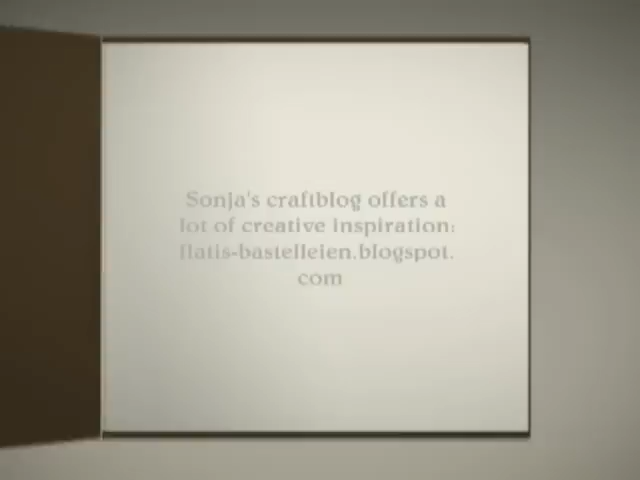 Sonja's craftblog offers a
lot of creative inspiration:
flatis-bastelleien.blogspot.
com